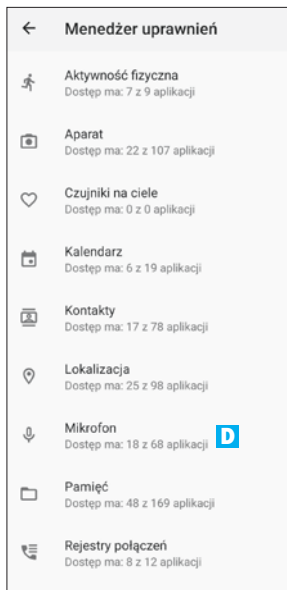 Menedżer uprawnień
Aktywność fizyczna
Dostęp ma: 7 z 9 aplikacji
Aparat
Dostęp ma: 22 z 107 aplikacji
Czujniki na ciele
Dostęp ma: 0 z 0 aplikacji
Kalendarz
Dostęp ma: 6 z 19 aplikacji
Kontakty
Dostęp ma: 17 z 78 aplikacji
Lokalizacja
Dostęp ma: 25 z 98 aplikacji
Mikrofon
Dostęp ma: 18 z 68 aplikacji D
Pamięć
Dostęp ma: 48 z 169 aplikacji
Rejestry połączeń
Dostęp ma: 8 z 12 aplikacji